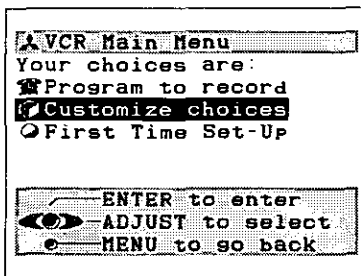 VCR Main Menu
Your choices are:
Program to record
Customize choices
First Time Set-Up
ENTER to enter
ADJUST to select
MENU to go back